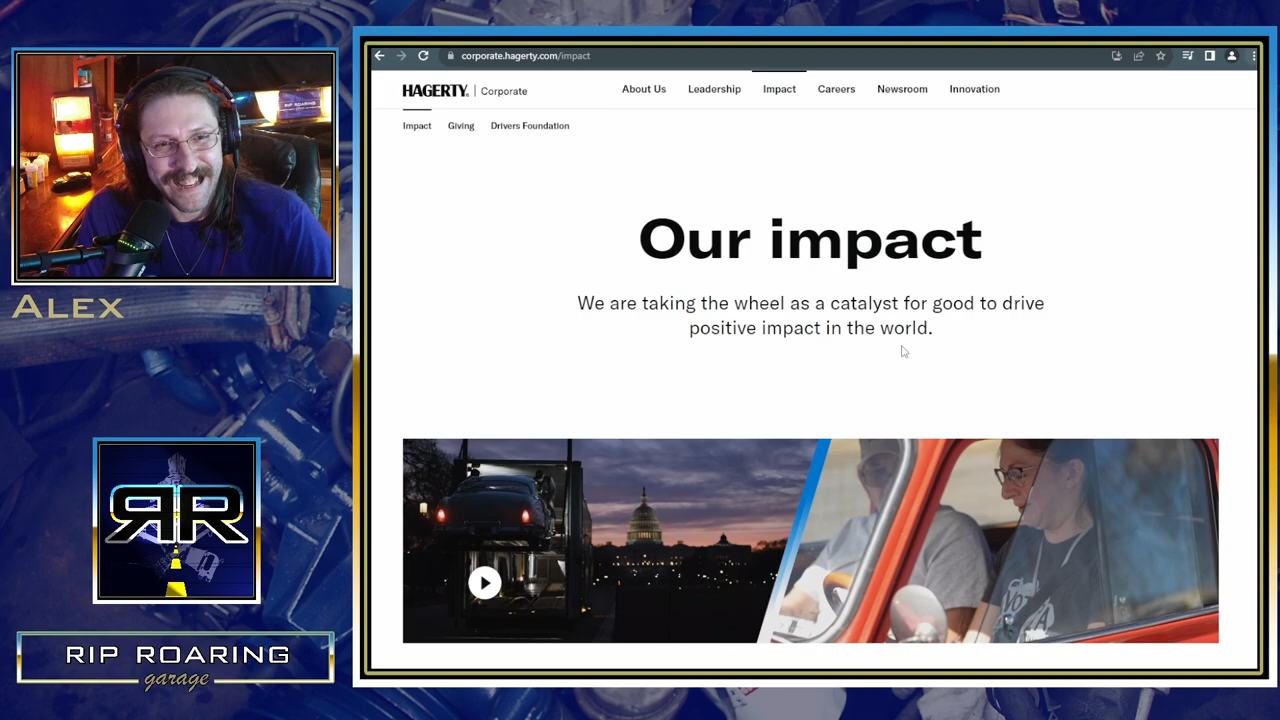 corporate.hagerty.com/impact
HAGERTY. | Corporate
About Us Leadership Impact Careers Newsroom Innovation
Impact Giving Drivers Foundation
Our impact
We are taking the wheel as a catalyst for good to drive
positive impact in the world.
RIP ROARING
ALEX
RR
RIP ROARING
garage